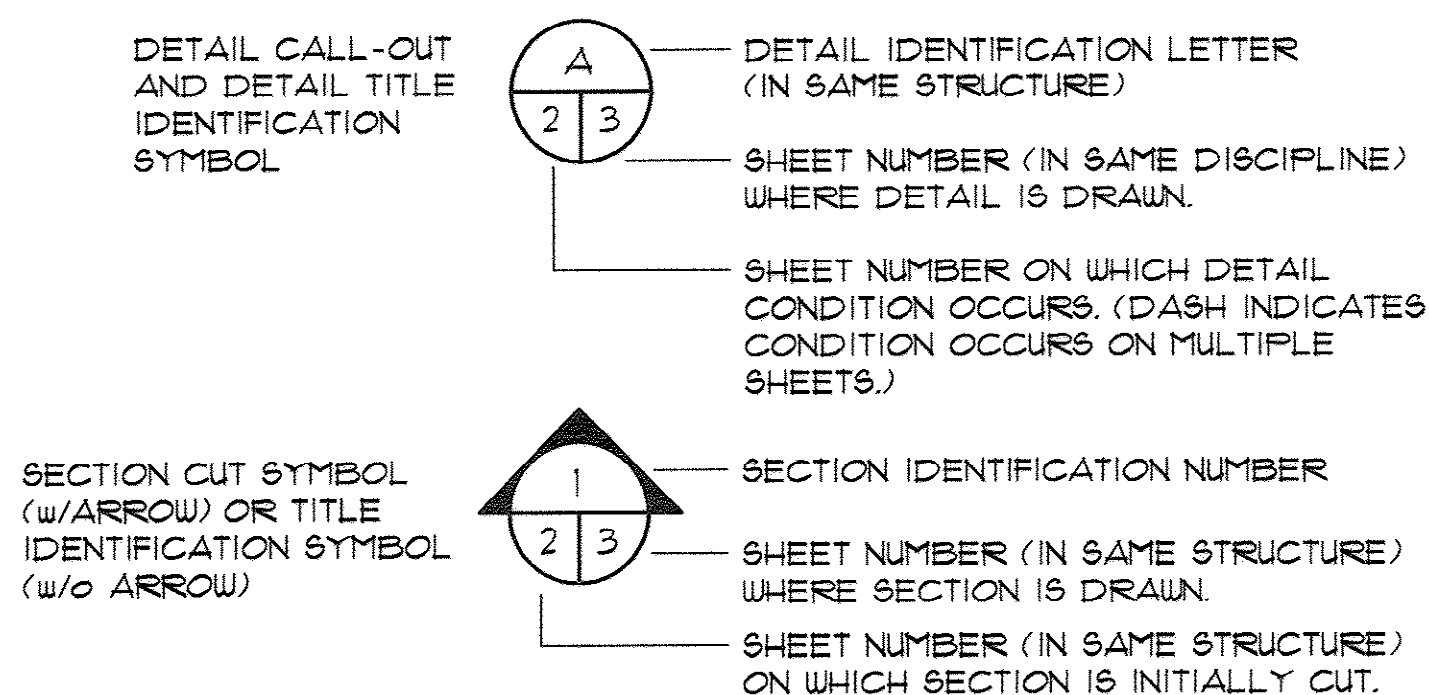 DETAIL CALL-OUT
AND DETAIL TITLE
IDENTIFICATION
SYMBOL
A
2 3
DETAIL IDENTIFICATION LETTER
(IN SAME STRUCTURE)
SHEET NUMBER (IN SAME DISCIPLINE)
WHERE DETAIL IS DRAWN.
SHEET NUMBER ON WHICH DETAIL
CONDITION OCCURS. (DASH INDICATES
CONDITION OCCURS ON MULTIPLE
SHEETS.)
SECTION CUT SYMBOL
(w/ARROW) OR TITLE
IDENTIFICATION SYMBOL
(w/o ARROW)
1
2 3
SECTION IDENTIFICATION NUMBER
SHEET NUMBER (IN SAME STRUCTURE)
WHERE SECTION IS DRAWN.
SHEET NUMBER (IN SAME STRUCTURE)
ON WHICH SECTION IS INITIALLY CUT.